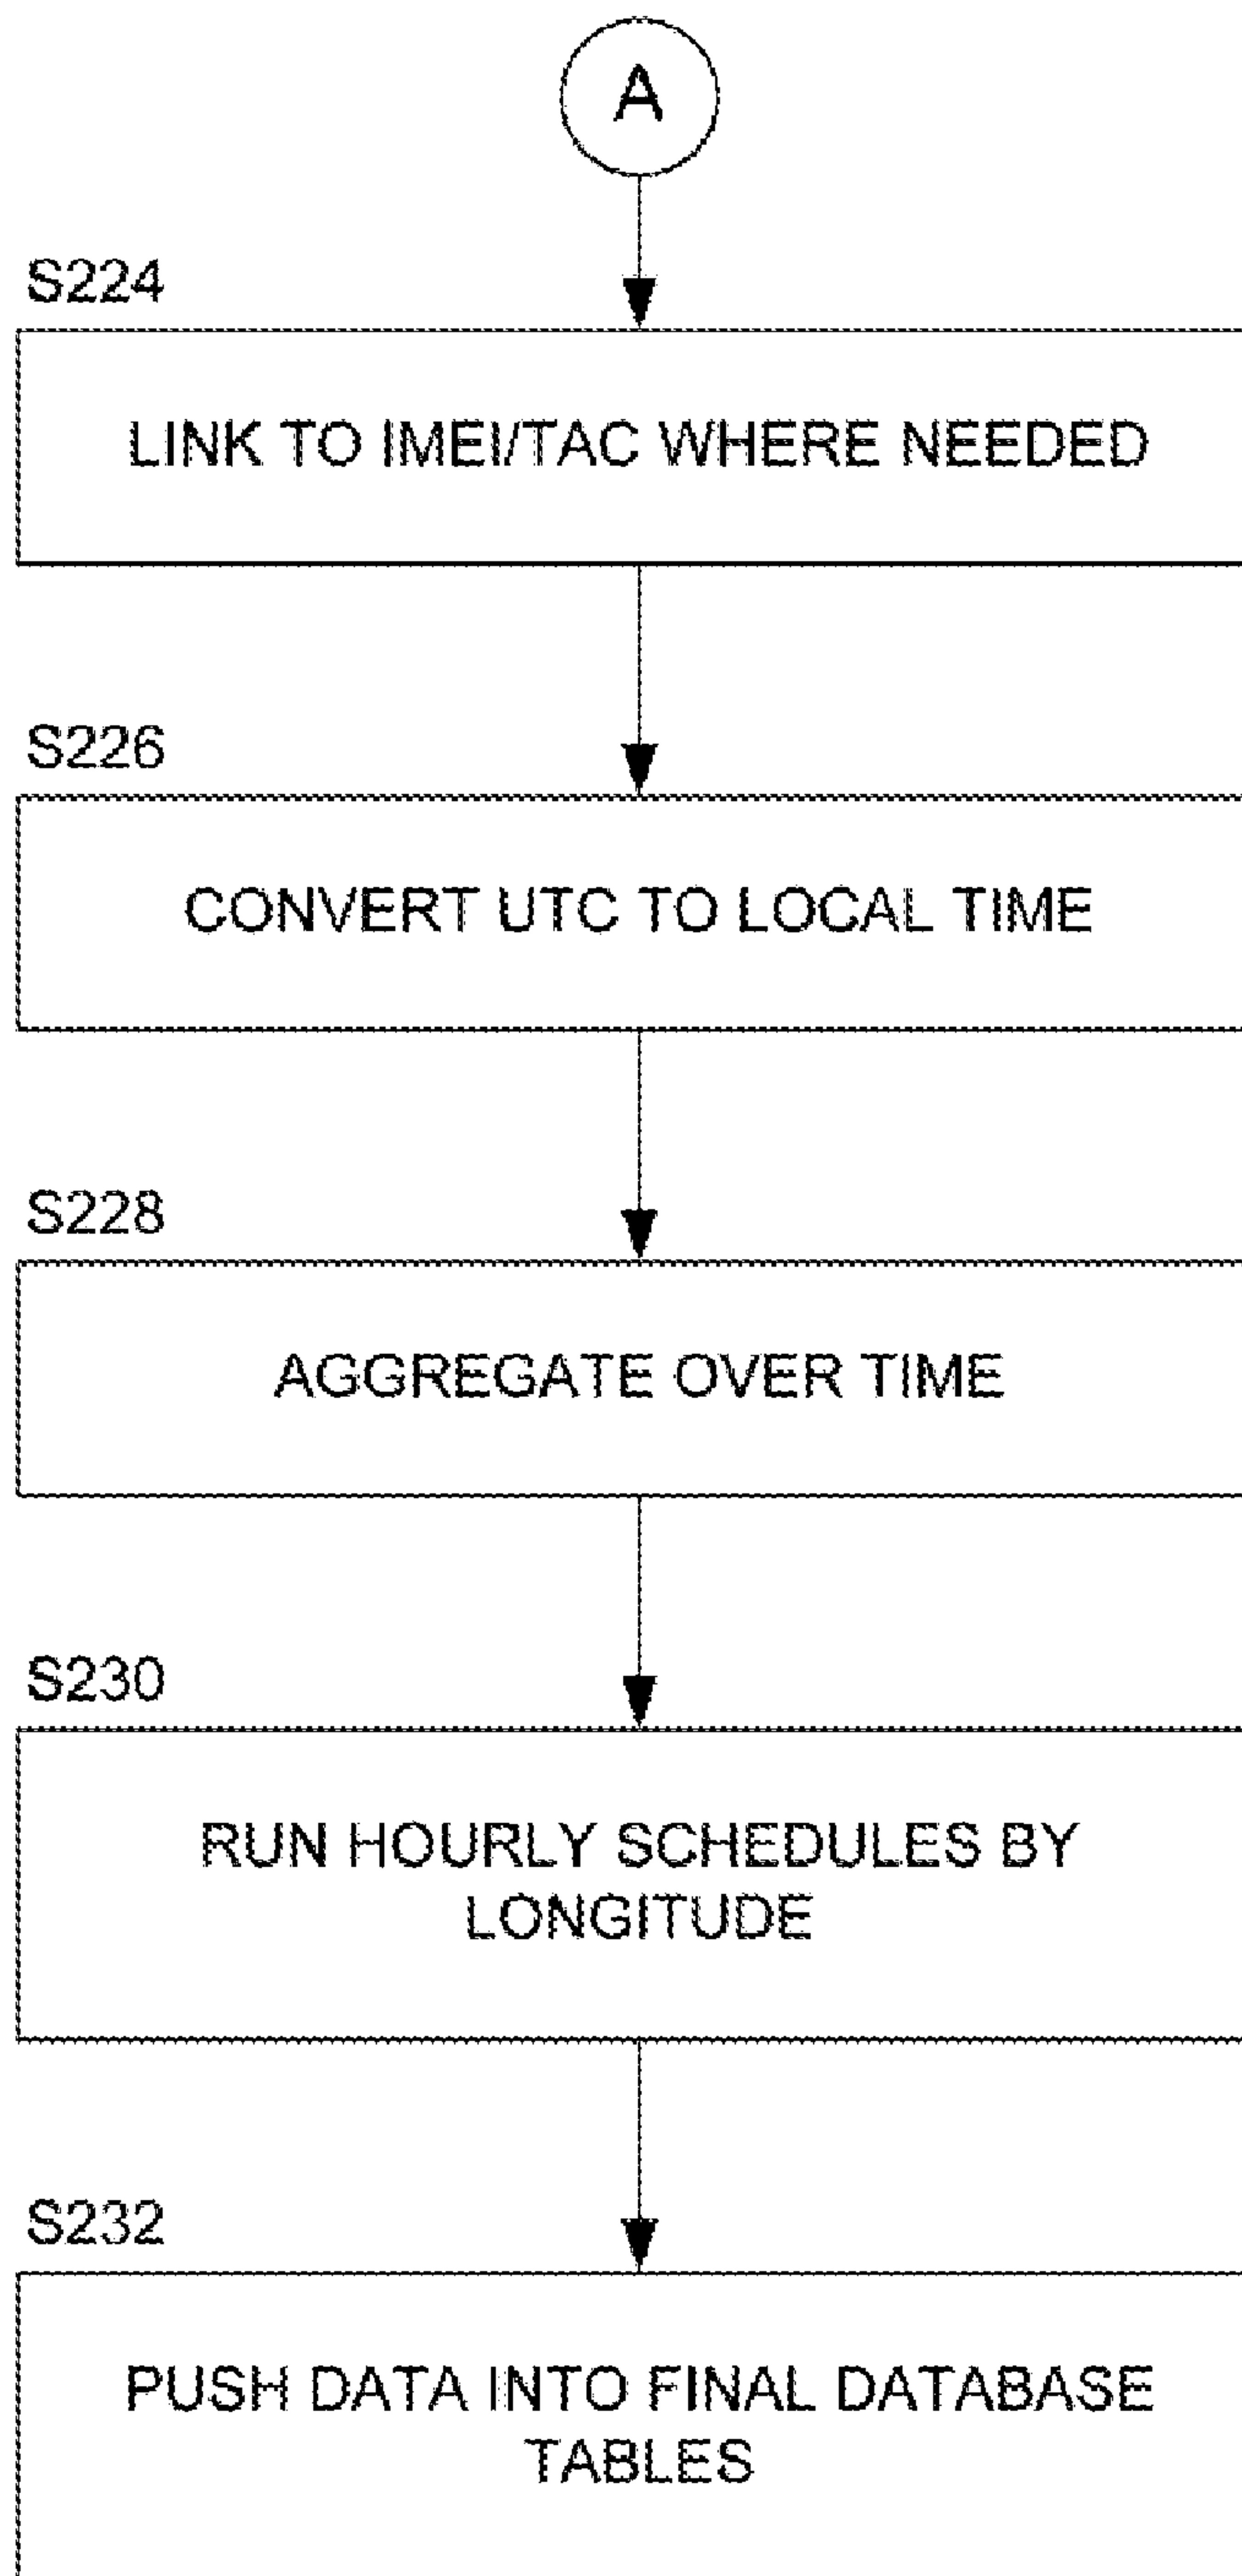 A
S224
LINK TO IMEI/TAC WHERE NEEDED
S226
CONVERT UTC TO LOCAL TIME
S228
AGGREGATE OVER TIME
S230
RUN HOURLY SCHEDULES BY
LONGITUDE
S232
PUSH DATA INTO FINAL DATABASE
TABLES